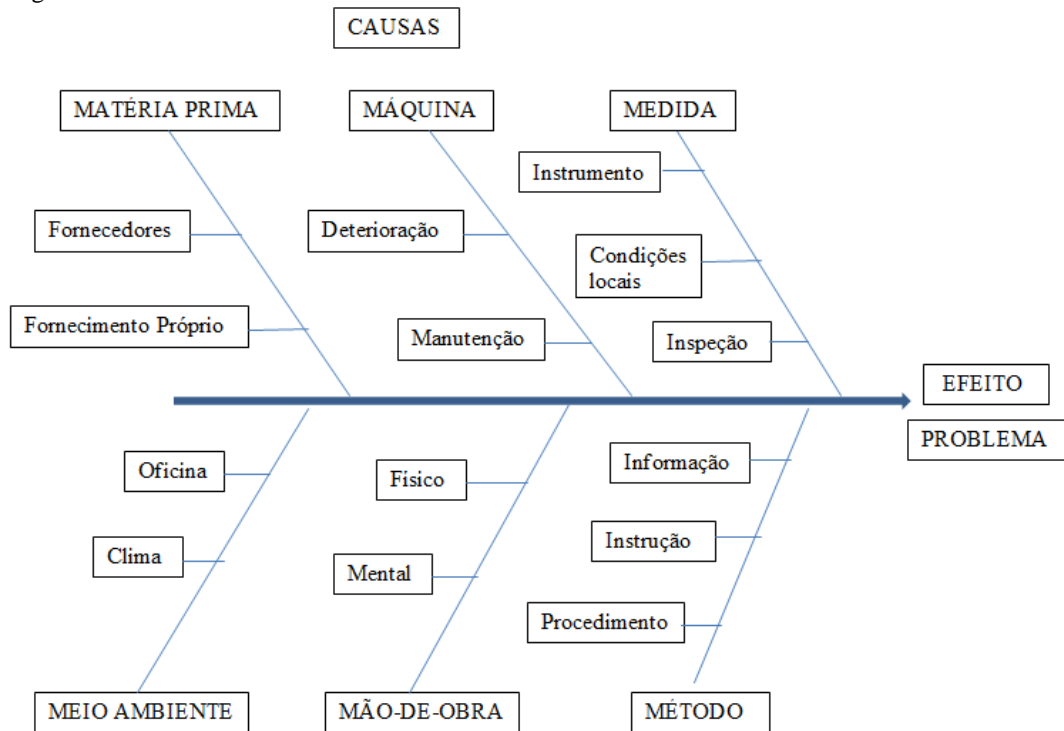 CAUSAS
MATÉRIA PRIMA
MÁQUINA
MEDIDA
Instrumento
Fornecedores
Deterioração
Condições
locais
Fornecimento Próprio
Manutenção
Inspeção
EFEITO
PROBLEMA
Oficina
Físico
Informação
Clima
Mental
Instrução
Procedimento
MEIO AMBIENTE
MÃO-DE-OBRA
MÉTODO